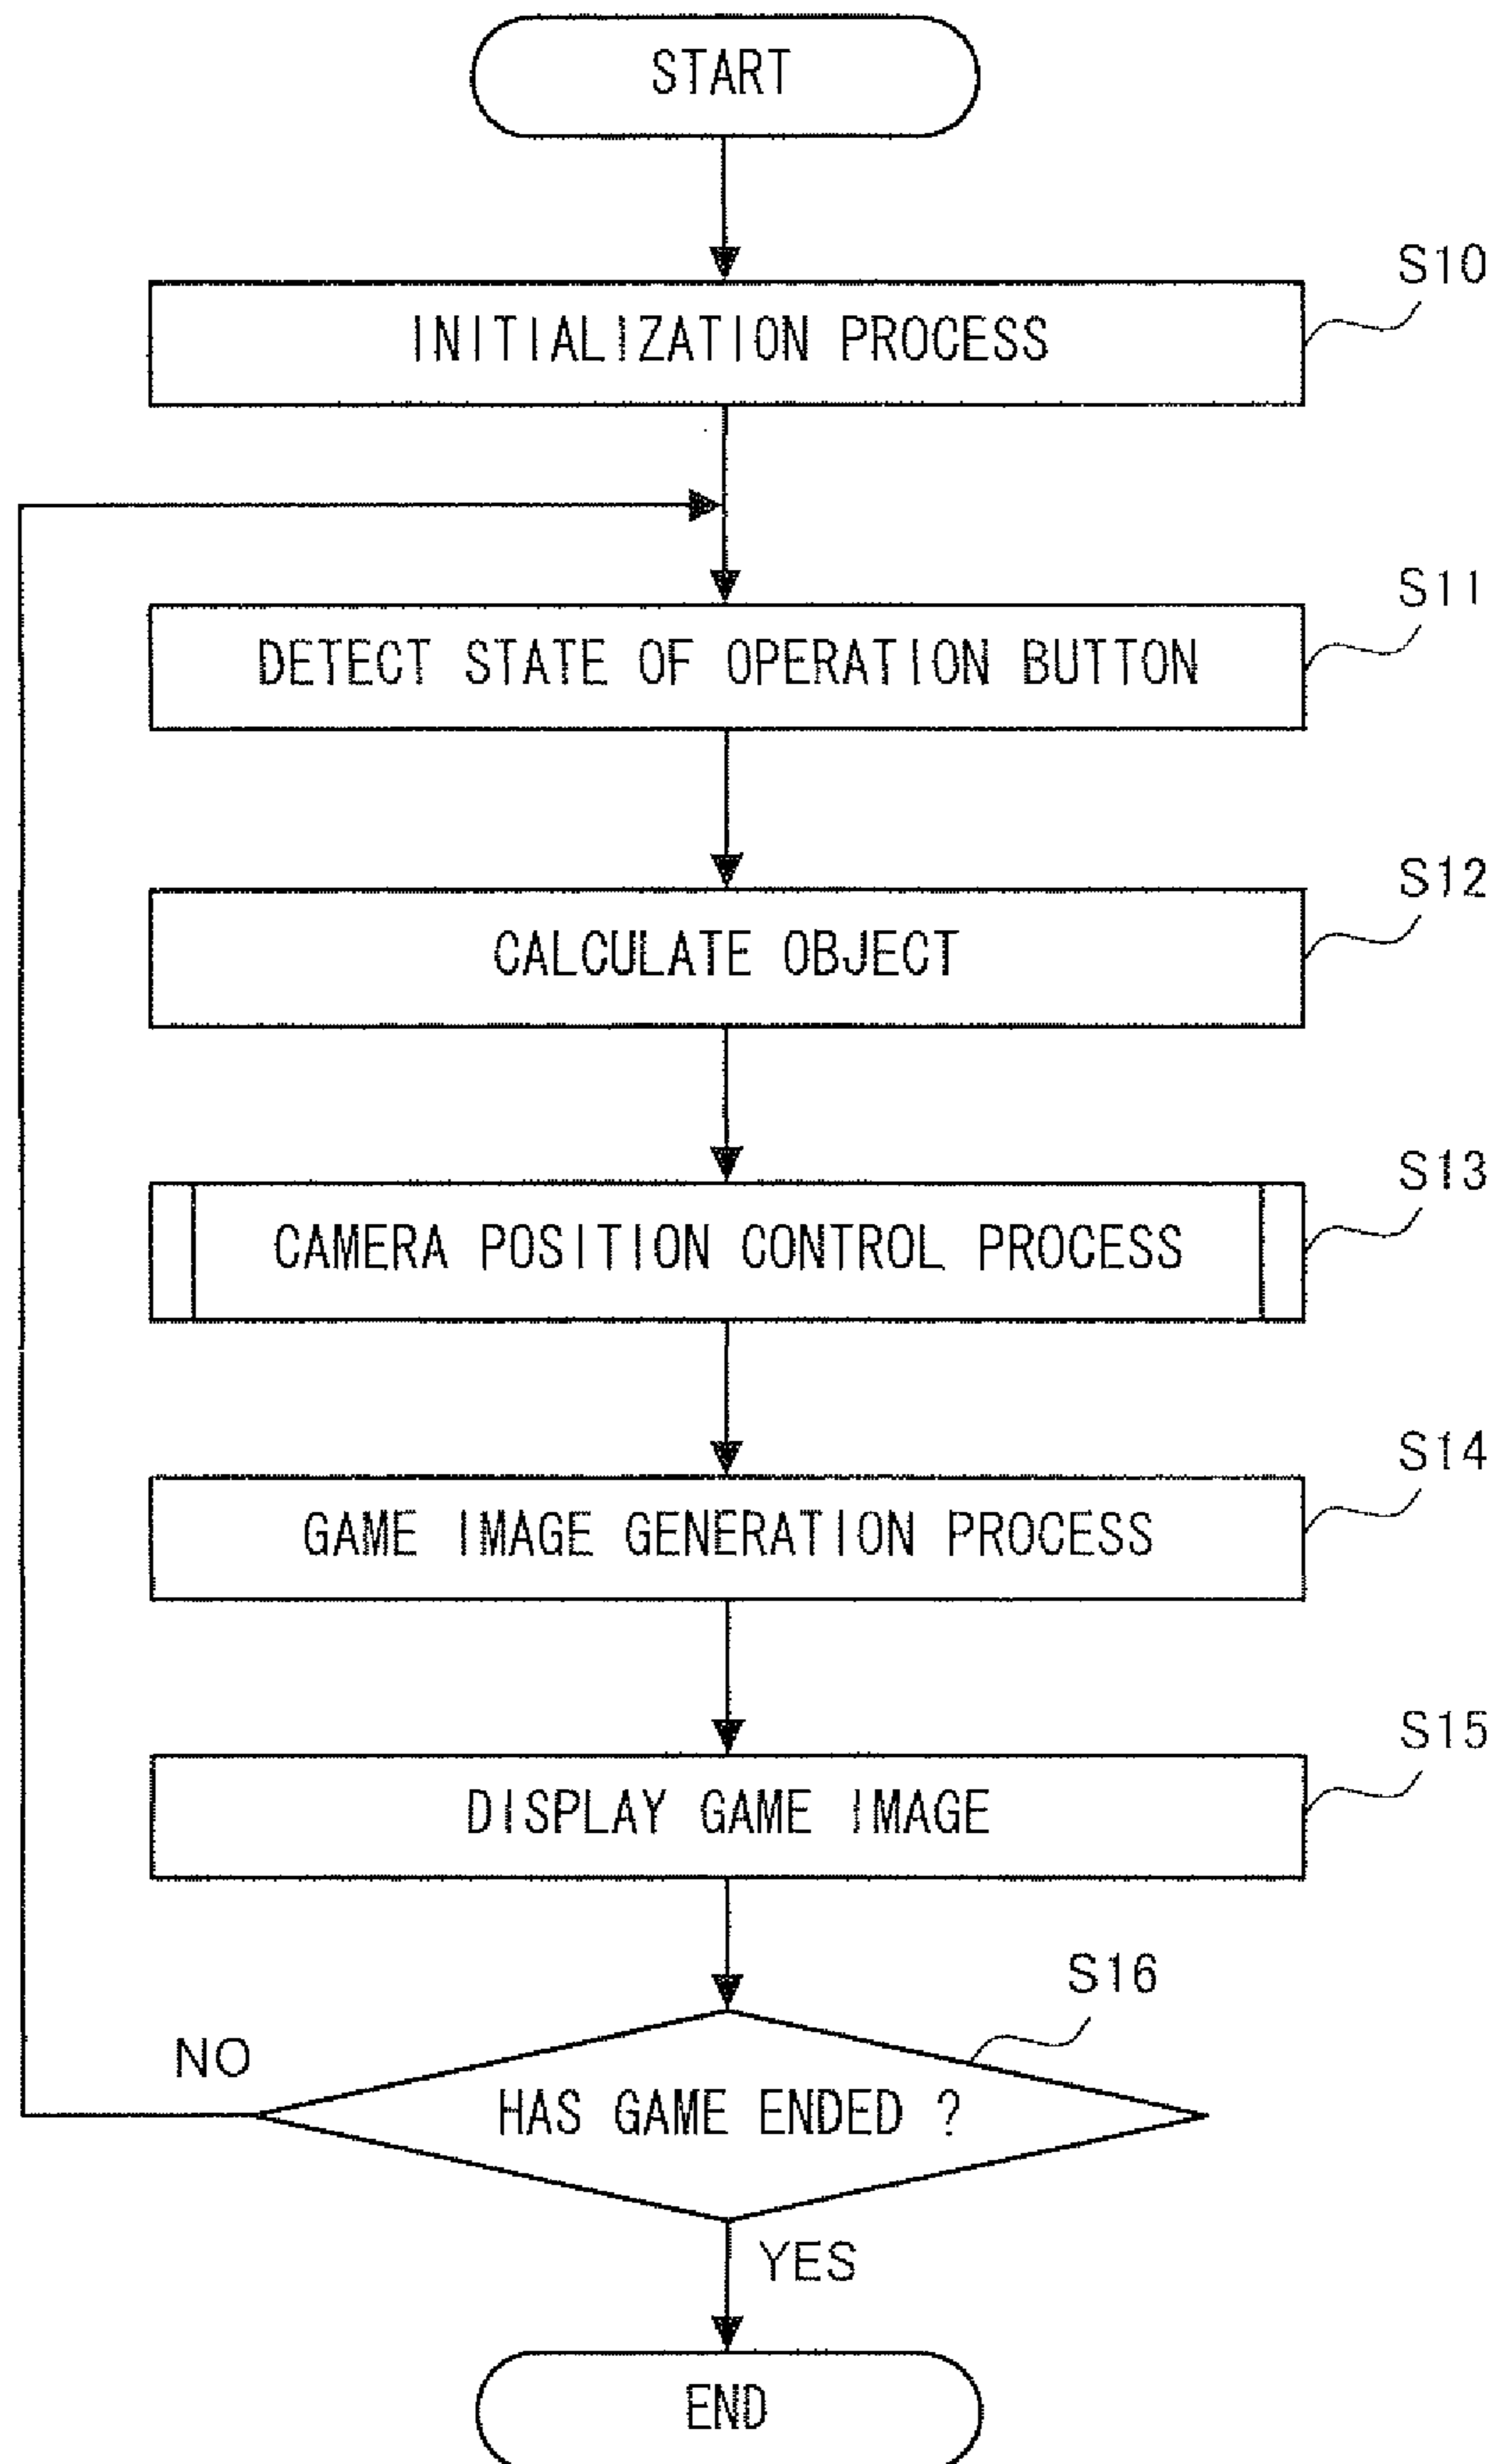 START
S10
INITIALIZATION PROCESS
S11
DETECT STATE OF OPERATION BUTTON
S12
CALCULATE OBJECT
S13
CAMERA POSITION CONTROL PROCESS
S14
GAME IMAGE GENERATION PROCESS
S15
DISPLAY GAME IMAGE
S16
NO
HAS GAME ENDED ?
YES
END